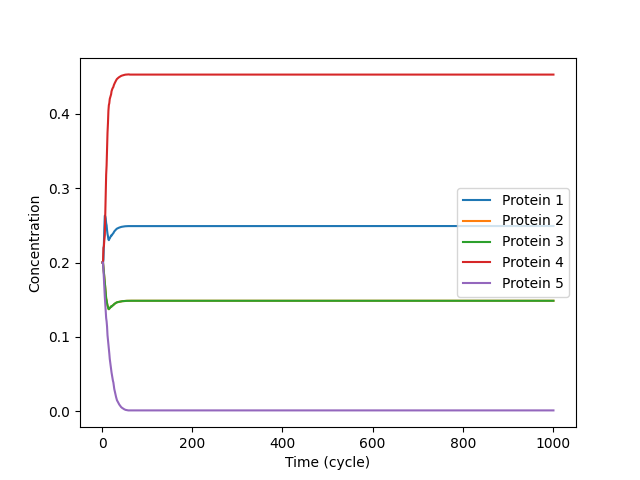 Concentration
0.4
0.3
0.2
0.1
0.0
Protein 1
Protein 2
Protein 3
Protein 4
Protein 5
0
200
400
600
800
1000
Time (cycle)